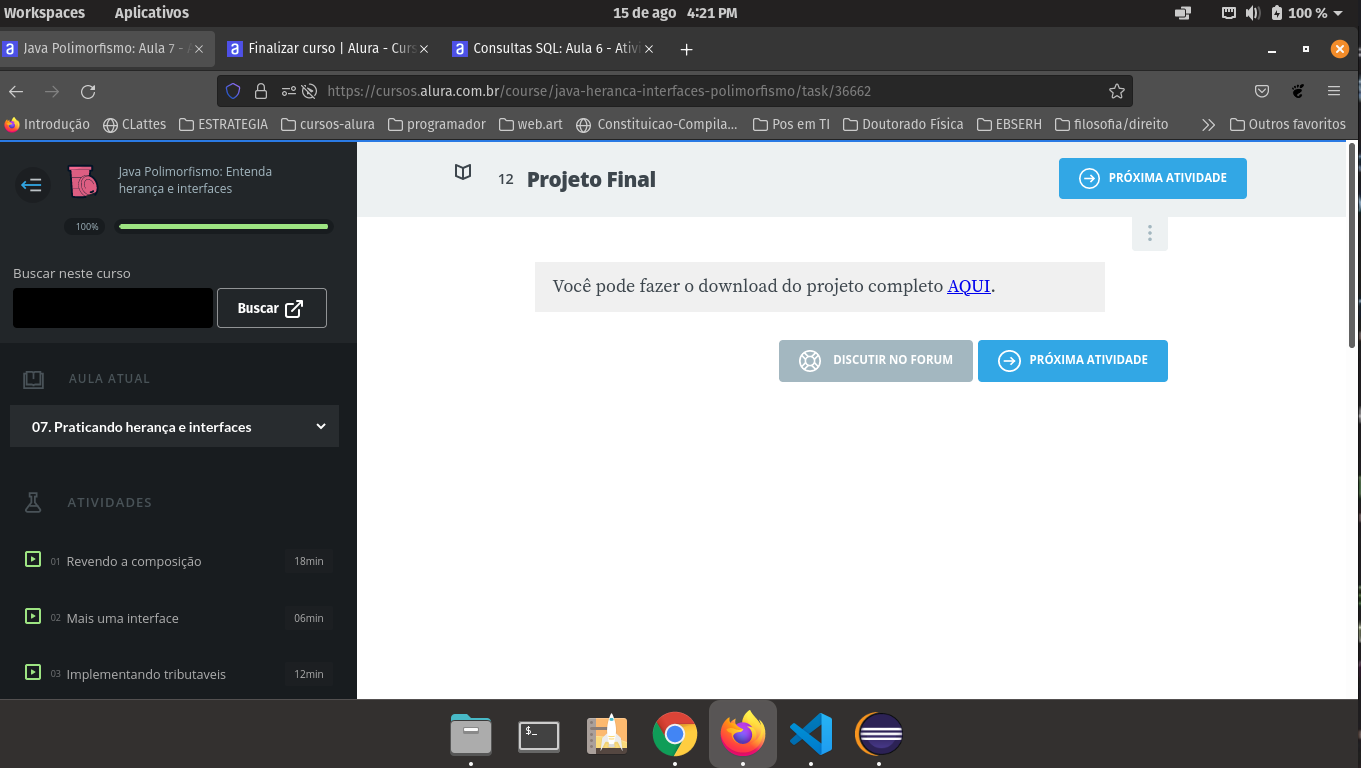 Workspaces Aplicativos 15 de ago 4:21 PM 100 %
Java Polimorfismo: Aula 7 - Finalizar curso | Alura - Curs Consultas SQL: Aula 6 - Ativi
https://cursos.alura.com.br/course/java-heranca-interfaces-polimorfismo/task/36662
Introdução CLattes ESTRATEGIA cursos-alura programador web.art Constituicao-Compila... Pos em TI Doutorado Física EBSERH filosofia/direito Outros favoritos
Java Polimorfismo: Entenda
herança e interfaces
100%
Buscar neste curso
Buscar
AULA ATUAL
07. Praticando herança e interfaces
ATIVIDADES
01 Revendo a composição 18min
02 Mais uma interface 06min
03 Implementando tributaveis 12min
12 Projeto Final
PRÓXIMA ATIVIDADE
Você pode fazer o download do projeto completo AQUI.
DISCUTIR NO FORUM PRÓXIMA ATIVIDADE
$_